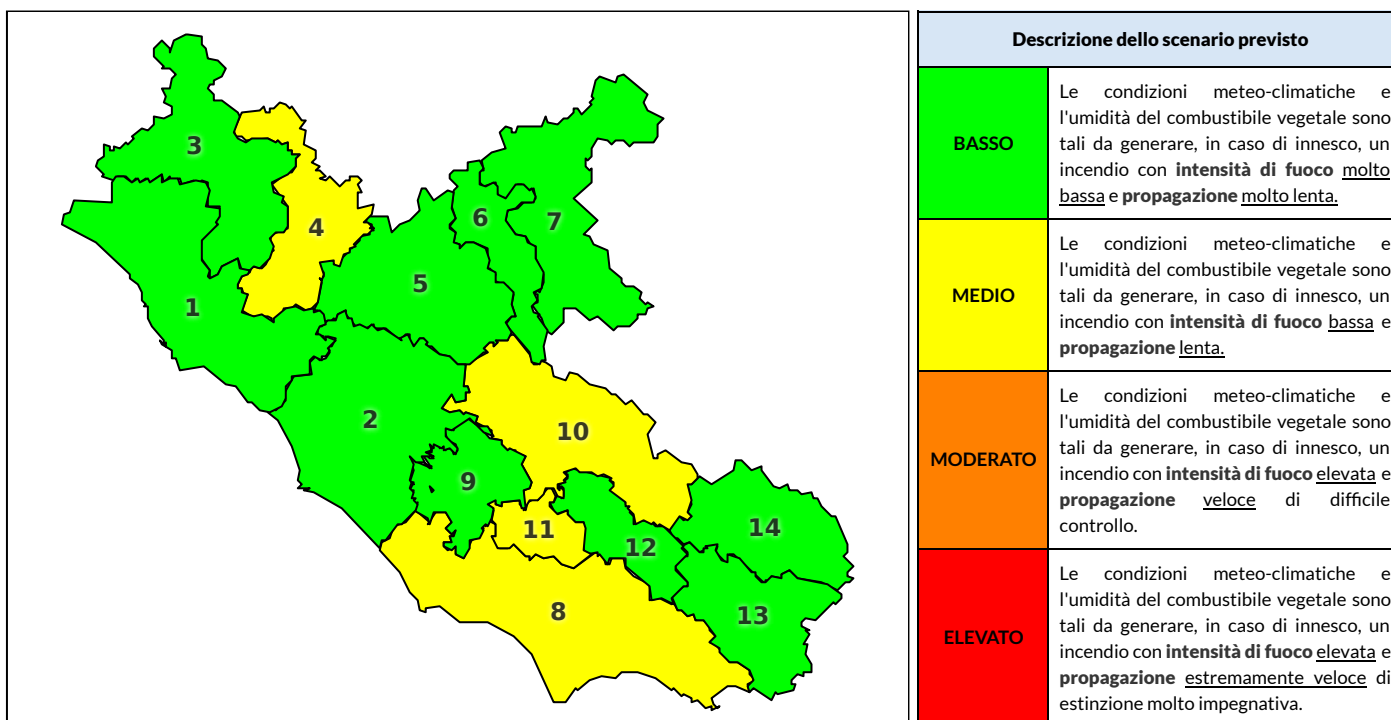 3
4
6
7
5
1
2
10
9
11
14
12
8
13
Descrizione dello scenario previsto
BASSO
Le condizioni meteo-climatiche e
l'umidità del combustibile vegetale sono
tali da generare, in caso di innesco, un
incendio con intensità di fuoco molto
bassa e propagazione molto lenta.
MEDIO
Le condizioni meteo-climatiche e
l'umidità del combustibile vegetale sono
tali da generare, in caso di innesco, un
incendio con intensità di fuoco bassa e
propagazione lenta.
MODERATO
Le condizioni meteo-climatiche e
l'umidità del combustibile vegetale sono
tali da generare, in caso di innesco, un
incendio con intensità di fuoco elevata e
propagazione veloce di difficile
controllo.
ELEVATO
Le condizioni meteo-climatiche e
l'umidità del combustibile vegetale sono
tali da generare, in caso di innesco, un
incendio con intensità di fuoco elevata e
propagazione estremamente veloce di
estinzione molto impegnativa.